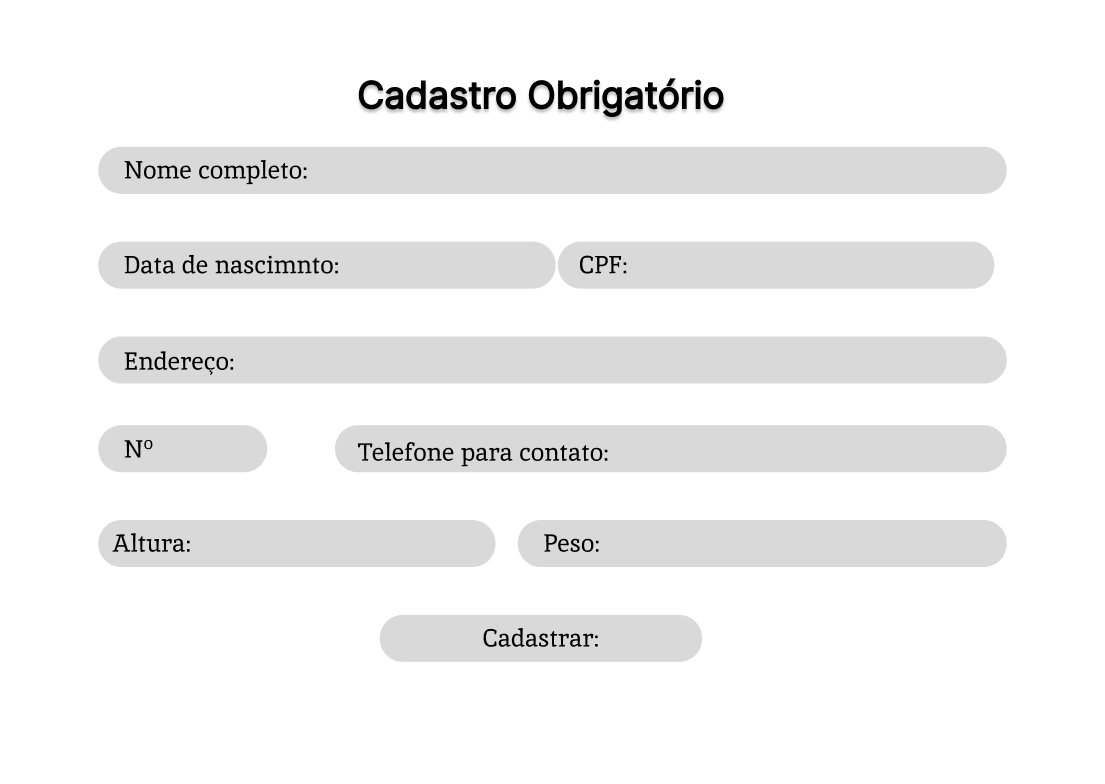 Cadastro Obrigatório
Nome completo:
Data de nascimnto: CPF:
Endereço:
Nº Telefone para contato:
Altura: Peso:
Cadastrar: